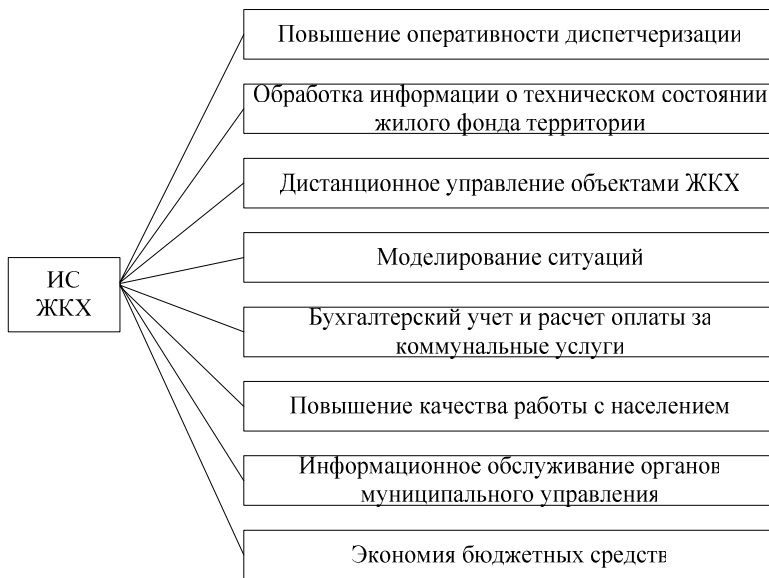 Повышение оперативности диспетчеризации
Обработка информации о техническом состоянии
жилого фонда территории
Дистанционное управление объектами ЖКХ
Моделирование ситуаций
ИС
ЖКХ
Бухгалтерский учет и расчет оплаты за
коммунальные услуги
Повышение качества работы с населением
Информационное обслуживание органов
муниципального управления
Экономия бюджетных средств